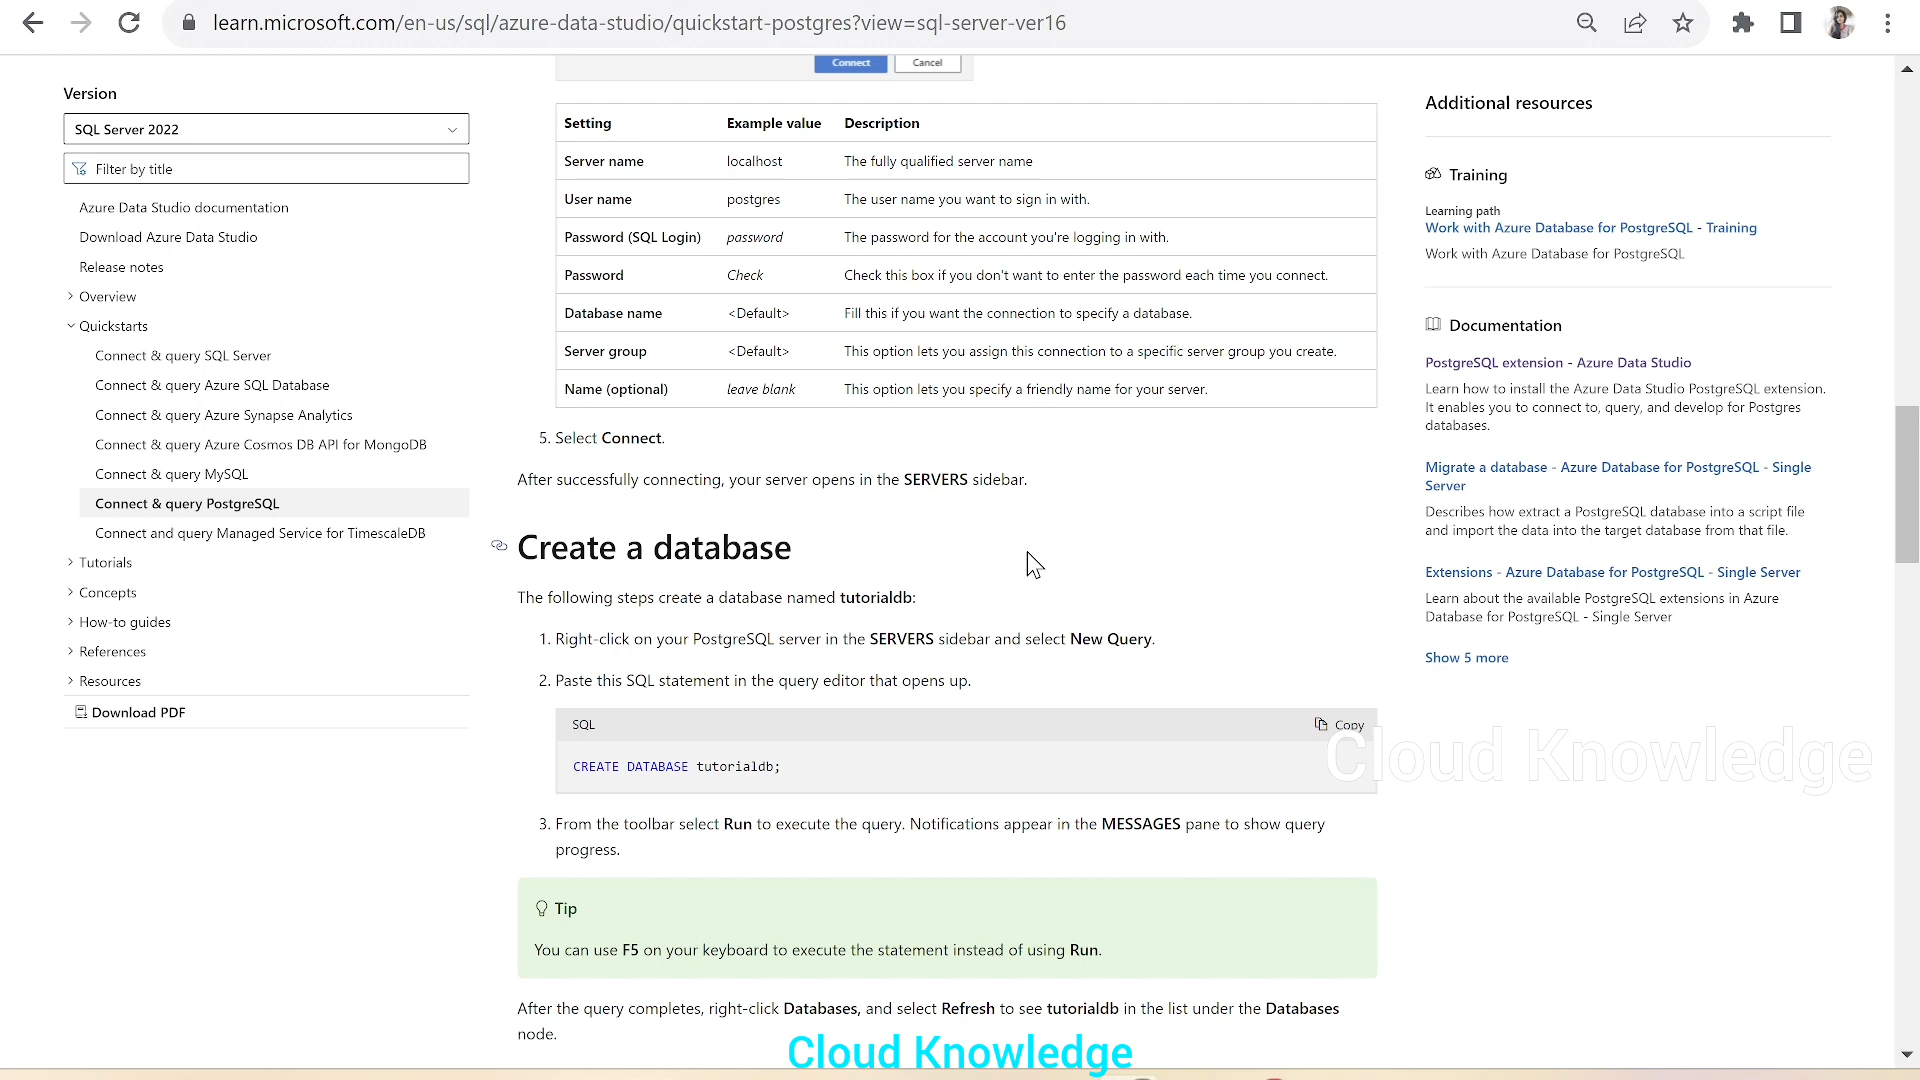 learn.microsoft.com/en-us/sql/azure-data-studio/quickstart-postgres?view=sql-server-ver16
Version
SQL Server 2022
Filter by title
Azure Data Studio documentation
Download Azure Data Studio
Release notes
Overview
Quickstarts
Connect & query SQL Server
Connect & query Azure SQL Database
Connect & query Azure Synapse Analytics
Connect & query Azure Cosmos DB API for MongoDB
Connect & query MySQL
Connect & query PostgreSQL
Connect and query Managed Service for TimescaleDB
Tutorials
Concepts
How-to guides
References
Resources
Download PDF
Connect Cancel
Setting Example value Description
Server name localhost The fully qualified server name
User name postgres The user name you want to sign in with.
Password (SQL Login) password The password for the account you're logging in with.
Password Check Check this box if you don't want to enter the password each time you connect.
Database name <Default> Fill this if you want the connection to specify a database.
Server group <Default> This option lets you assign this connection to a specific server group you create.
Name (optional) leave blank This option lets you specify a friendly name for your server.
5. Select Connect.
After successfully connecting, your server opens in the SERVERS sidebar.
Create a database
The following steps create a database named tutorialdb:
1. Right-click on your PostgreSQL server in the SERVERS sidebar and select New Query.
2. Paste this SQL statement in the query editor that opens up.
SQL Copy
CREATE DATABASE tutorialdb;
3. From the toolbar select Run to execute the query. Notifications appear in the MESSAGES pane to show query
progress.
Tip
You can use F5 on your keyboard to execute the statement instead of using Run.
After the query completes, right-click Databases, and select Refresh to see tutorialdb in the list under the Databases
node.
Additional resources
Training
Learning path
Work with Azure Database for PostgreSQL - Training
Work with Azure Database for PostgreSQL
Documentation
PostgreSQL extension - Azure Data Studio
Learn how to install the Azure Data Studio PostgreSQL extension.
It enables you to connect to, query, and develop for Postgres
databases.
Migrate a database - Azure Database for PostgreSQL - Single
Server
Describes how extract a PostgreSQL database into a script file
and import the data into the target database from that file.
Extensions - Azure Database for PostgreSQL - Single Server
Learn about the available PostgreSQL extensions in Azure
Database for PostgreSQL - Single Server
Show 5 more
Cloud Knowledge
Cloud Knowledge